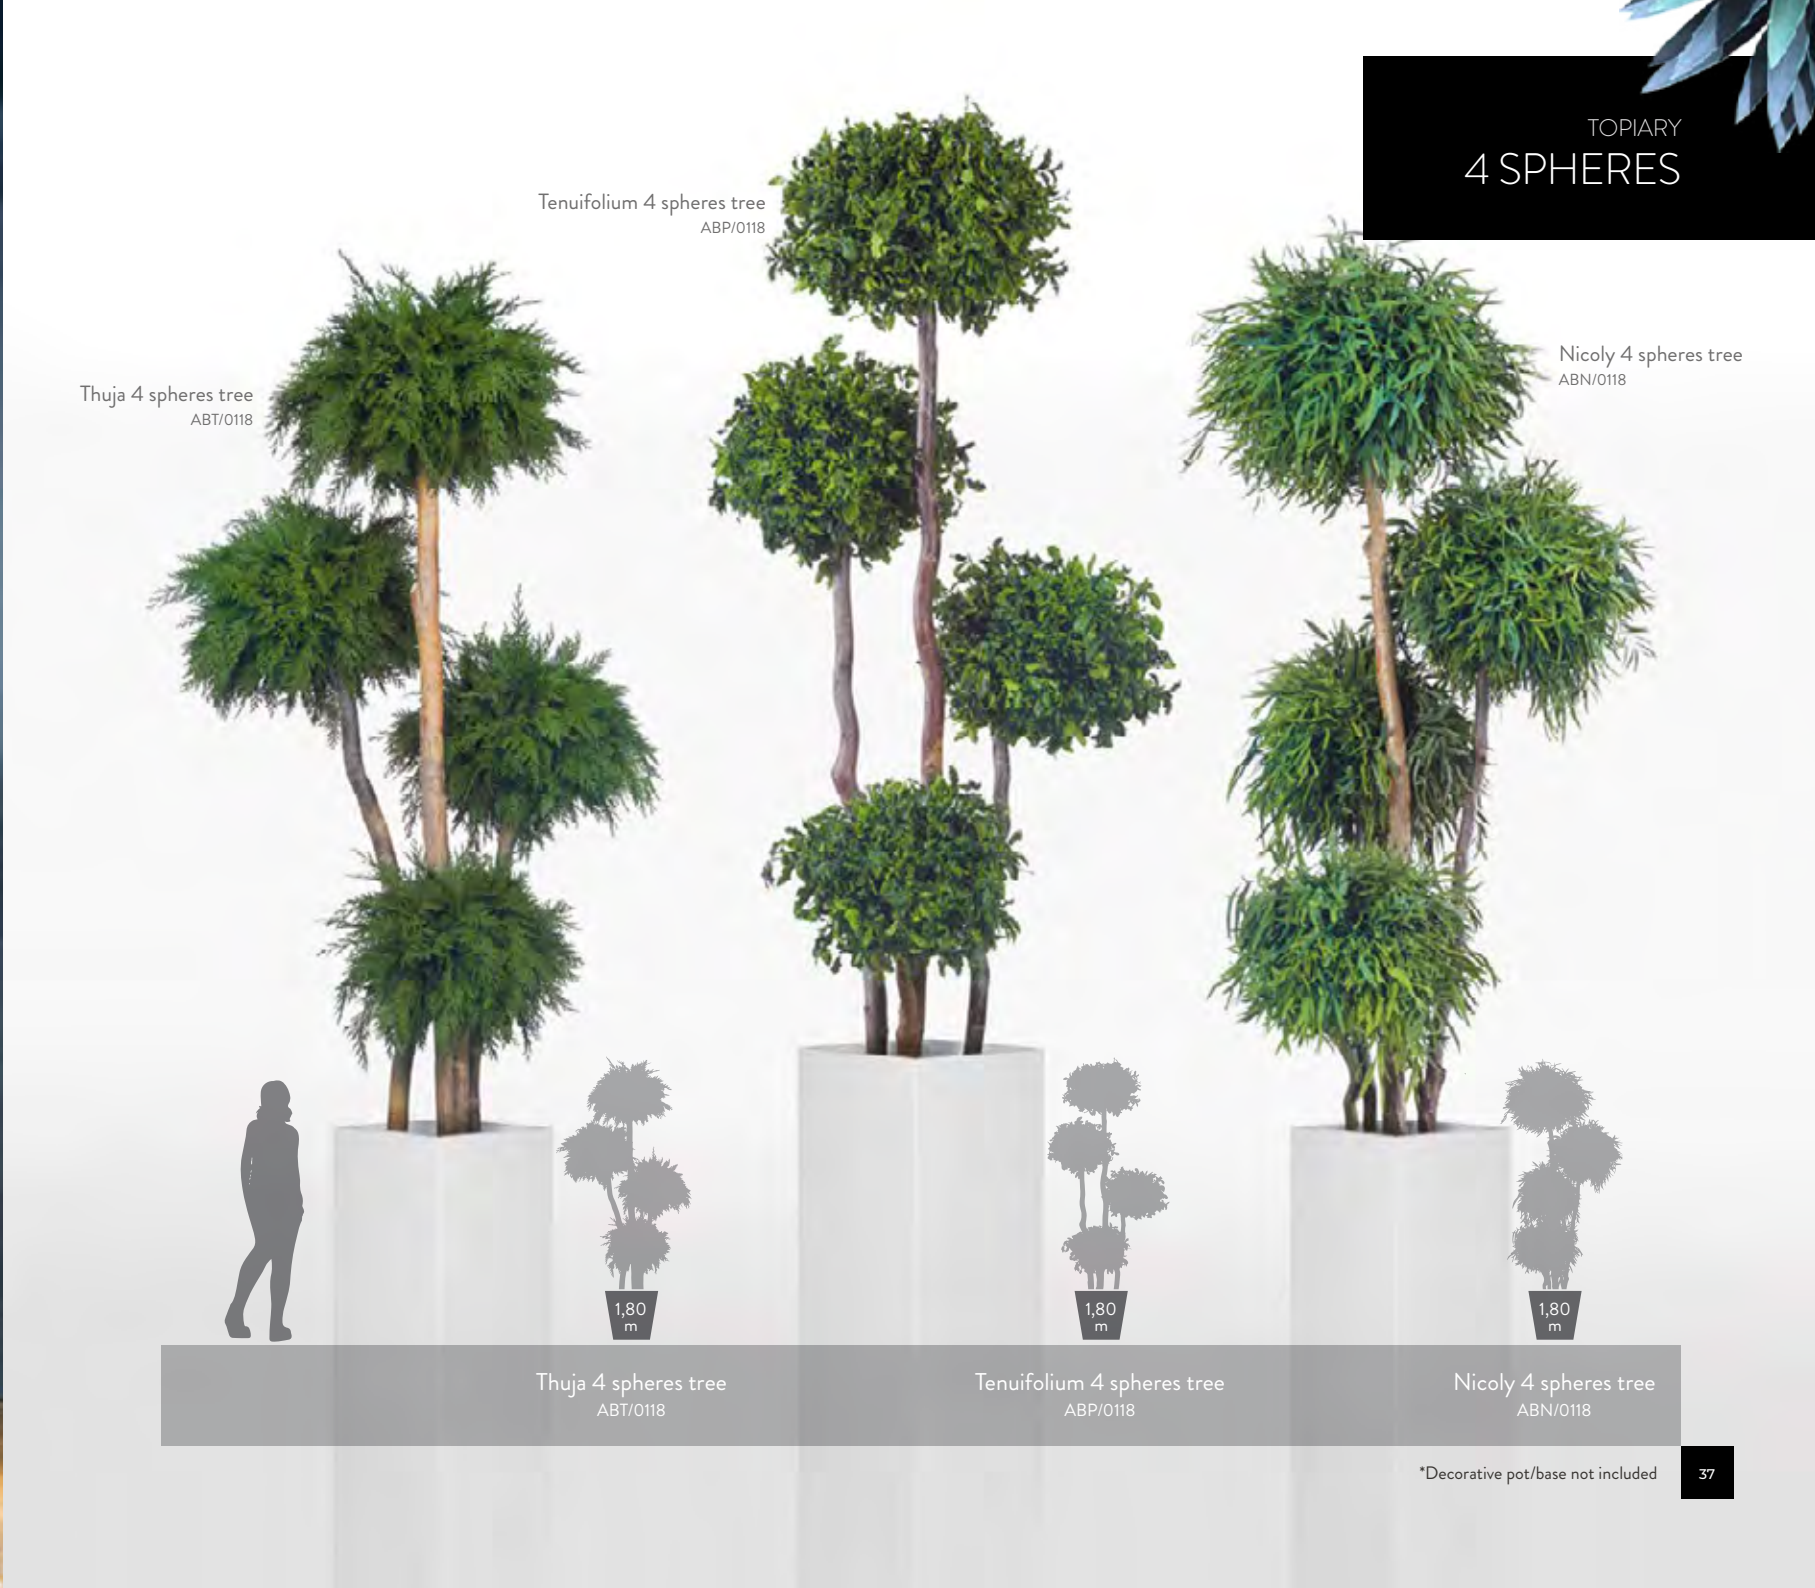 TOPIARY
4 SPHERES
Tenuifolium 4 spheres tree
ABP/0118
Nicoly 4 spheres tree
ABN/0118
Thuja 4 spheres tree
ABT/0118
1,80
m
1,80
m
1,80
m
Thuja 4 spheres tree
ABT/0118
Tenuifolium 4 spheres tree
ABP/0118
Nicoly 4 spheres tree
ABN/0118
*Decorative pot/base not included
37